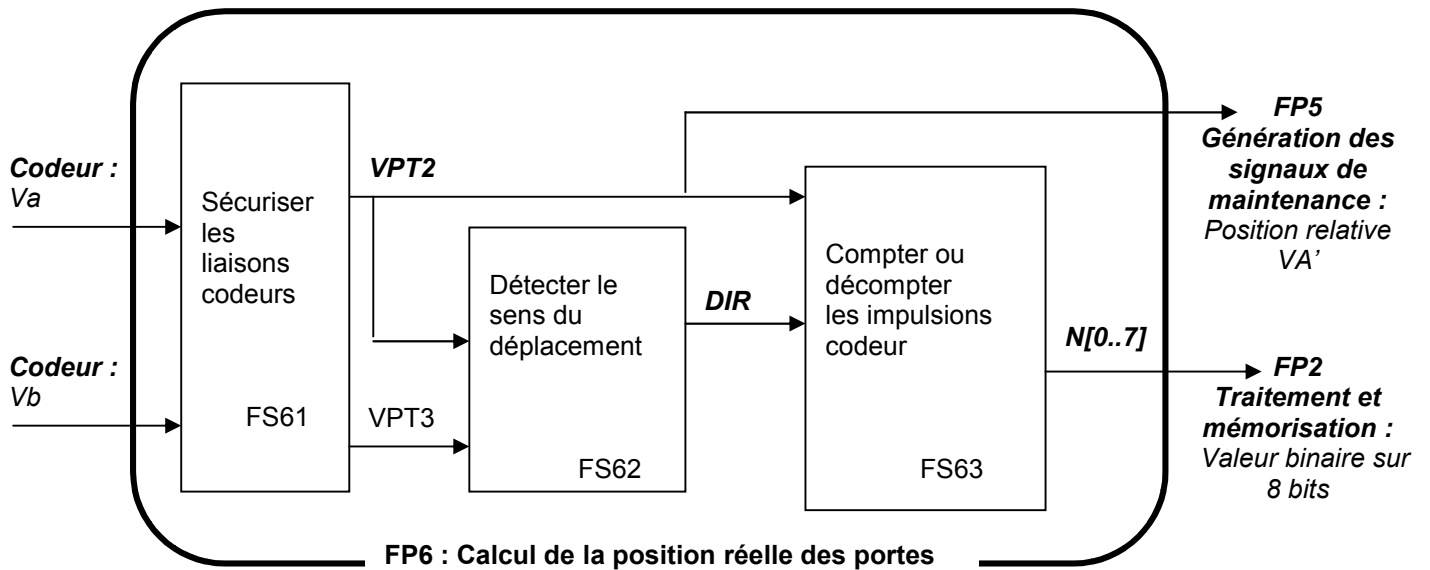 Codeur :
Va
Codeur :
Vb
Sécuriser
les
liaisons
codeurs
FS61
VPT2
VPT3
Détecter le
sens du
déplacement
FS62
DIR
Compter ou
décompter
les impulsions
codeur
FS63
N[0..7]
FP5
Génération des
signaux de
maintenance :
Position relative
VA’
FP2
Traitement et
mémorisation :
Valeur binaire sur
8 bits
FP6 : Calcul de la position réelle des portes